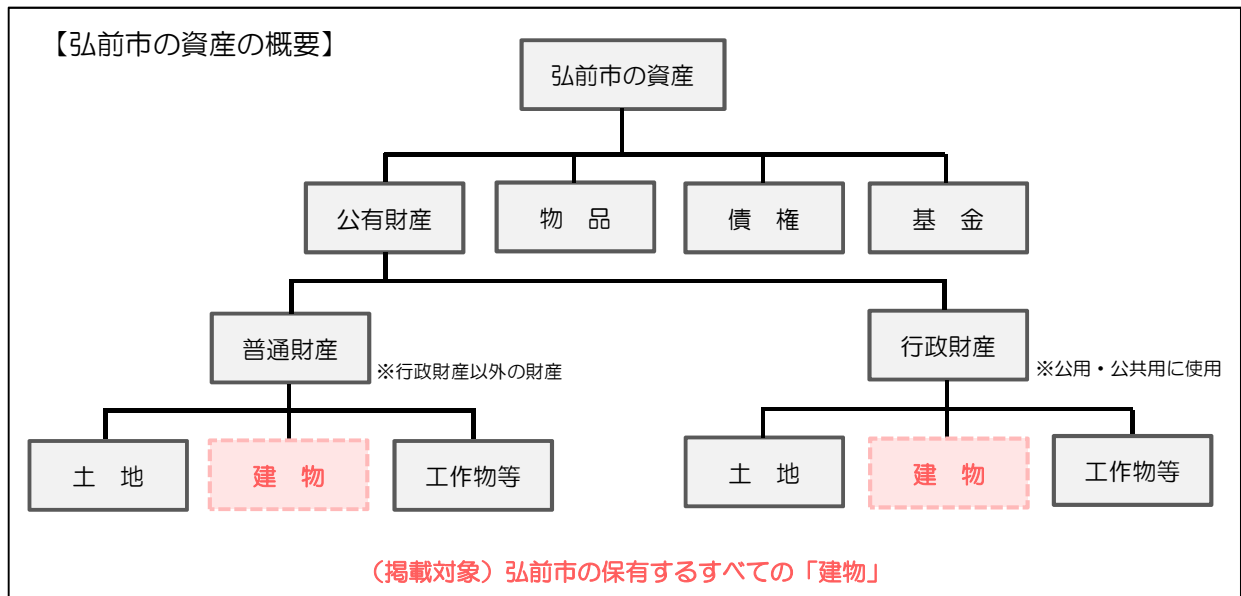 【弘前市の資産の概要】
弘前市の資産
公有財産
物　品
債　権
基　金
普通財産
※行政財産以外の財産
行政財産
※公用・公共用に使用
土　地
建　物
工作物等
土　地
建　物
工作物等
（掲載対象）弘前市の保有するすべての「建物」